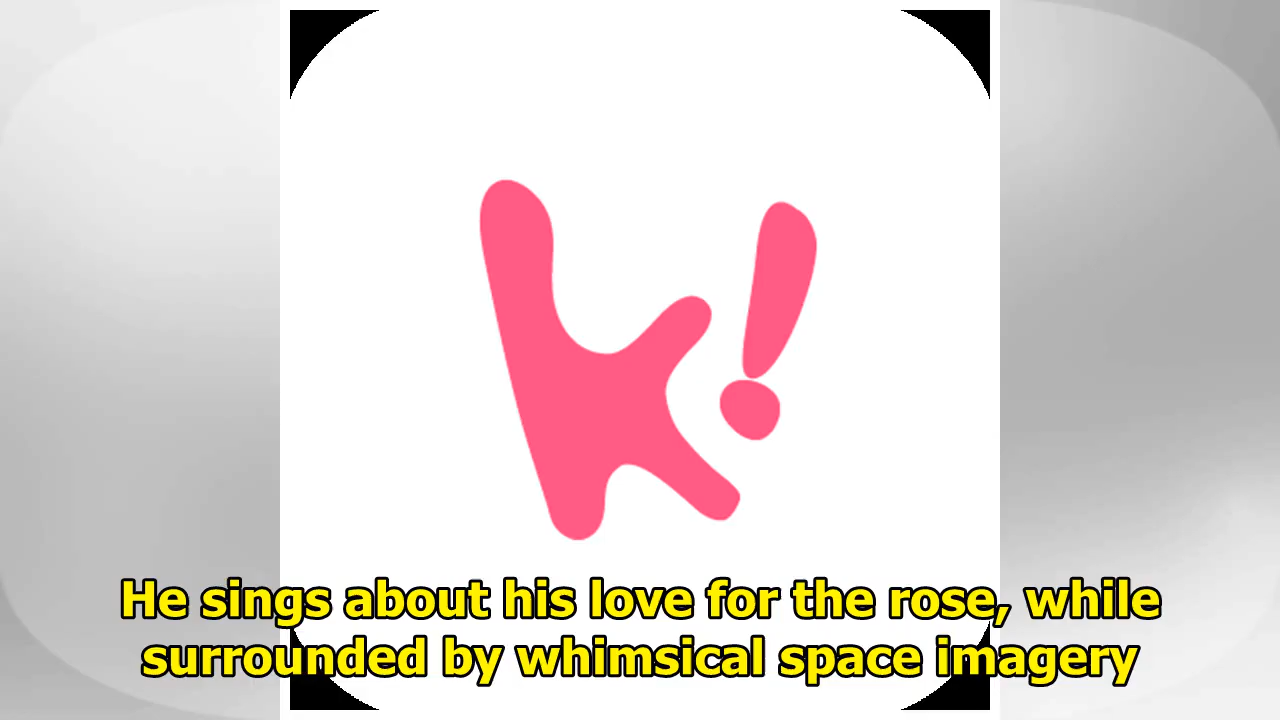 k!
He sings about his love for the rose, while
surrounded by whimsical space imagery